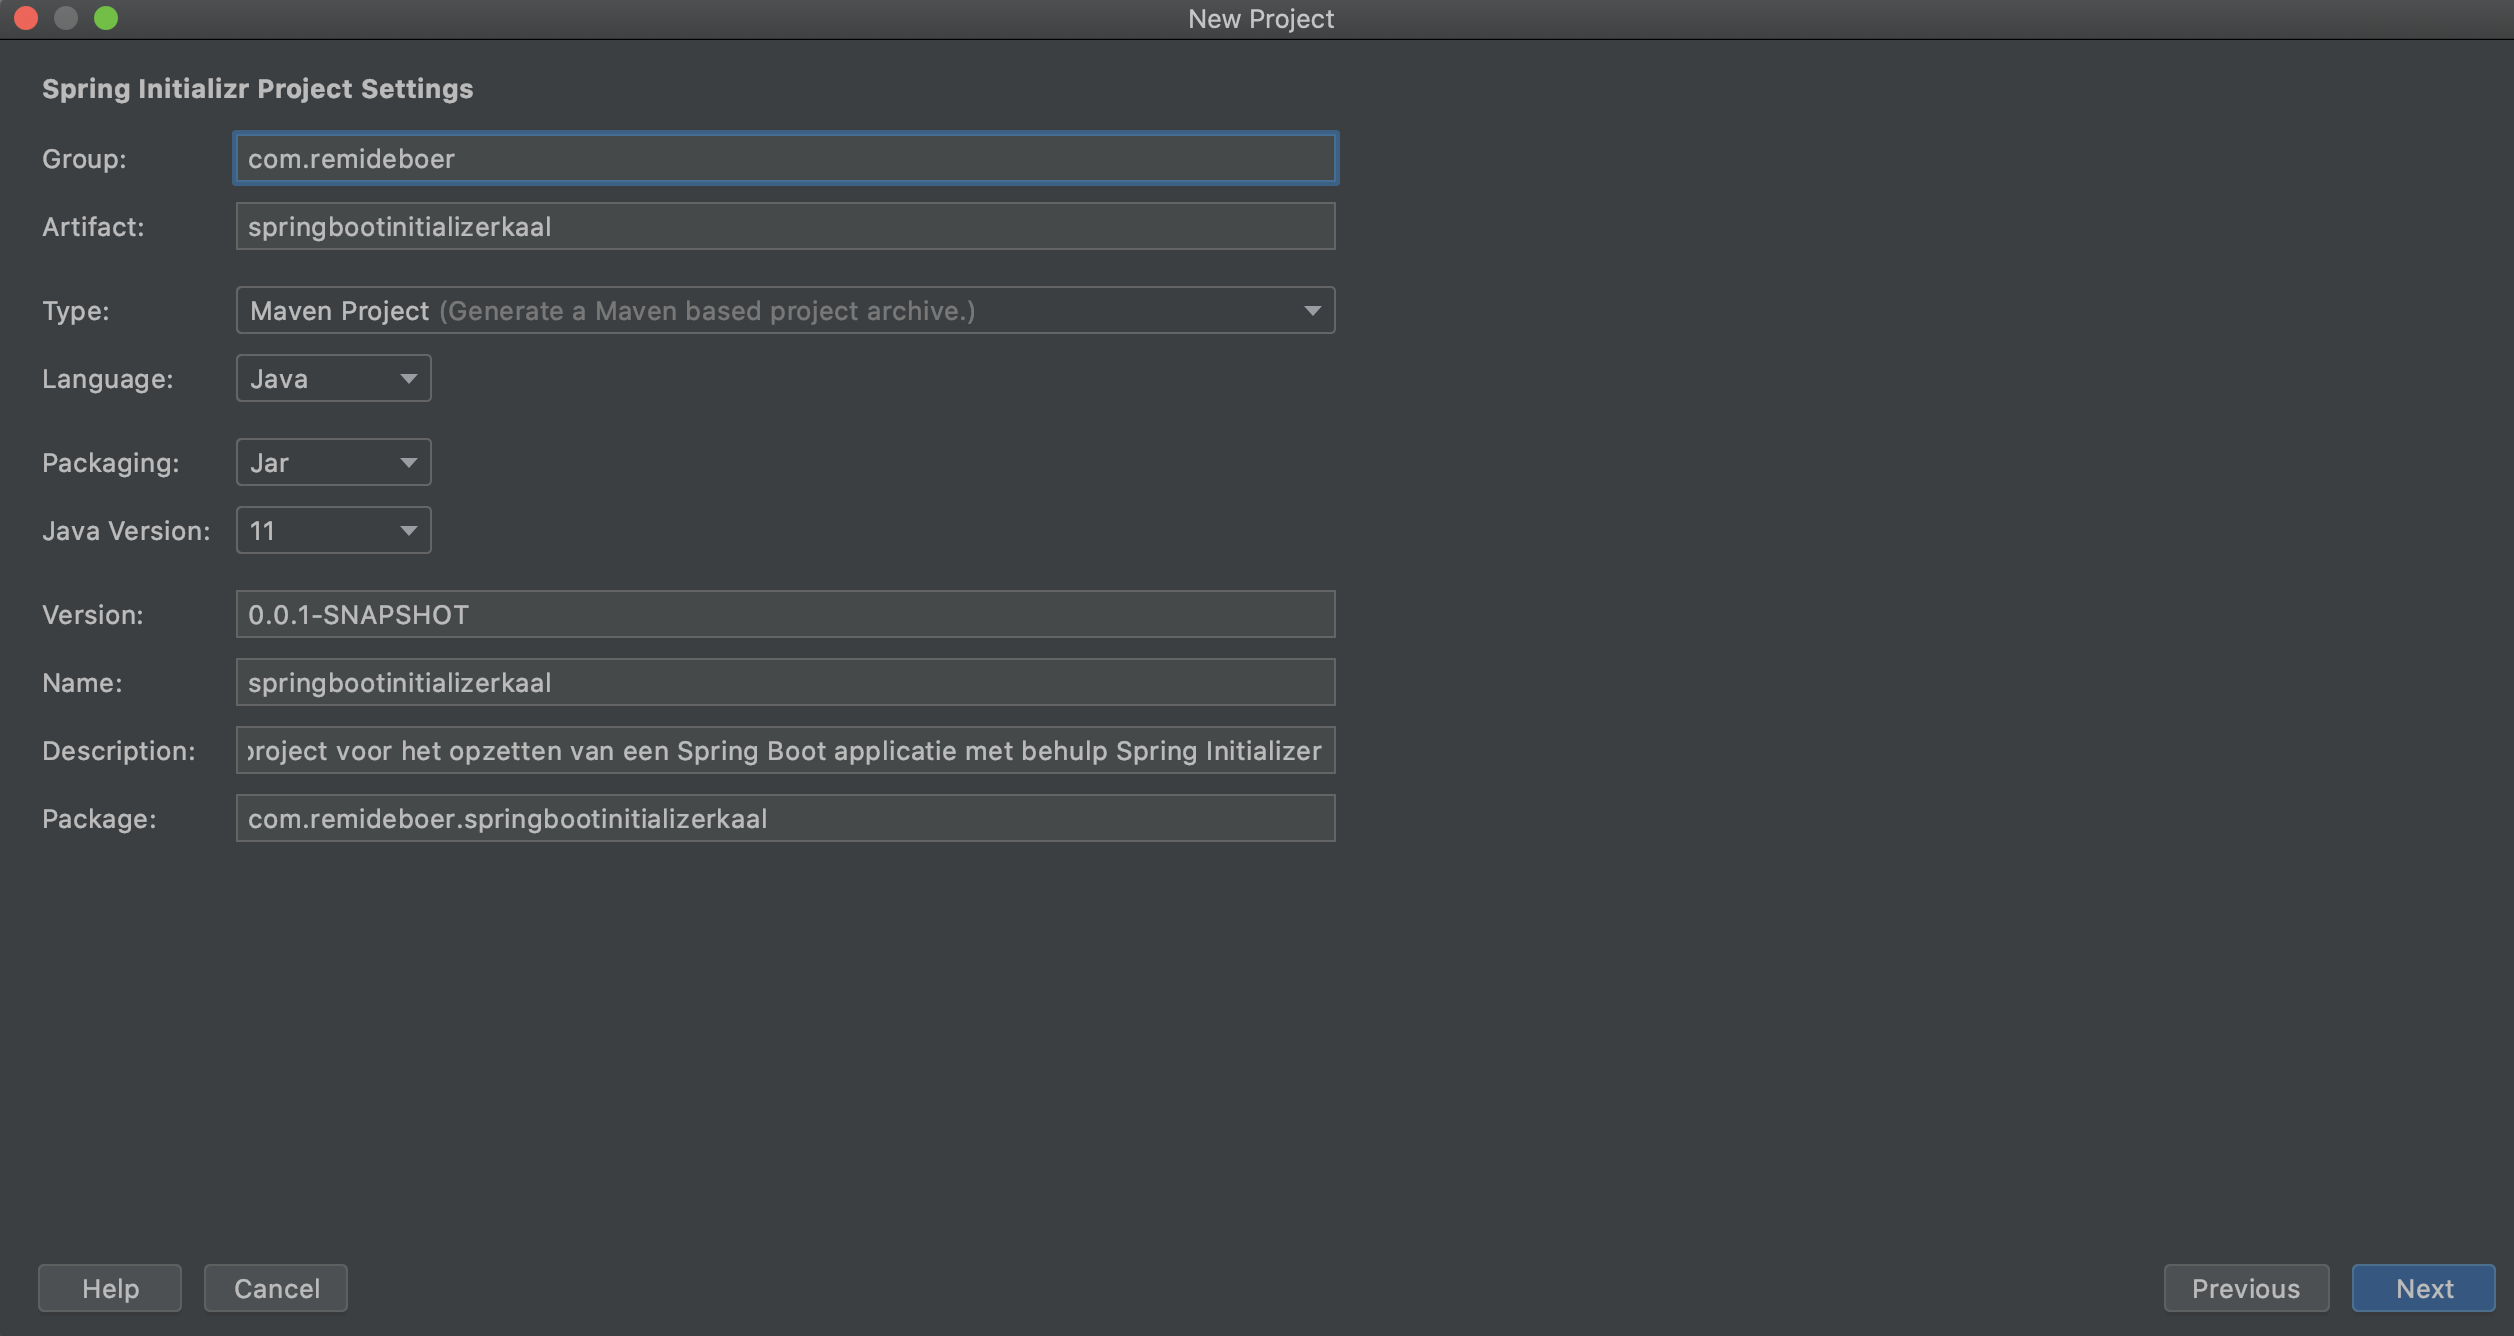 New Project
Spring Initializr Project Settings
Group: com.remideboer
Artifact: springbootinitializerkaal
Type: Maven Project (Generate a Maven based project archive.)
Language: Java
Packaging: Jar
Java Version: 11
Version: 0.0.1-SNAPSHOT
Name: springbootinitializerkaal
Description: project voor het opzetten van een Spring Boot applicatie met behulp Spring Initializer
Package: com.remideboer.springbootinitializerkaal
Help Cancel Previous Next